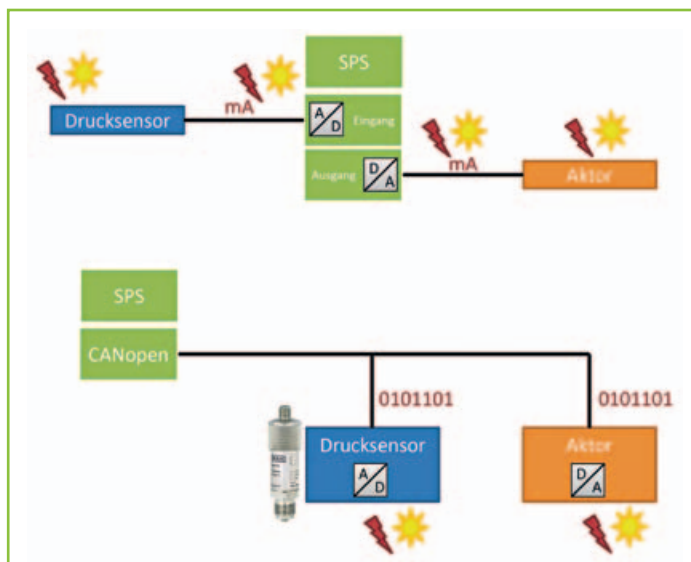 SPS
Drucksensor
mA
A
D
Eingang
Ausgang
D
A
mA
Aktor
SPS
CANopen
0101101
0101101
Drucksensor
A
D
Aktor
D
A